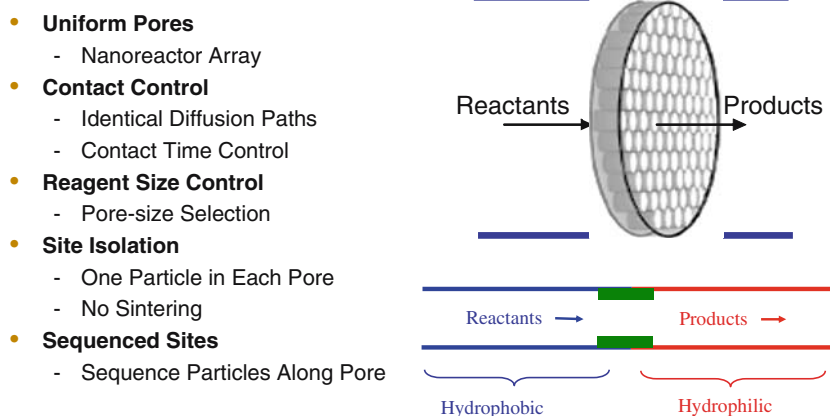 • Uniform Pores
- Nanoreactor Array
• Contact Control
- Identical Diffusion Paths
- Contact Time Control
• Reagent Size Control
- Pore-size Selection
• Site Isolation
- One Particle in Each Pore
- No Sintering
• Sequenced Sites
- Sequence Particles Along Pore
Reactants
Products
Reactants
Products
Hydrophobic
Hydrophilic